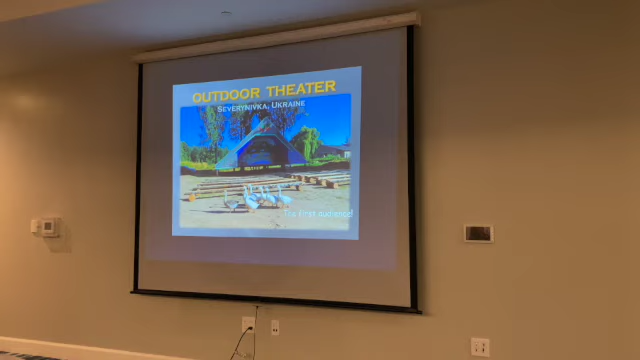 OUTDOOR THEATER
SEVERYNIVKA, UKRAINE
The First audience!